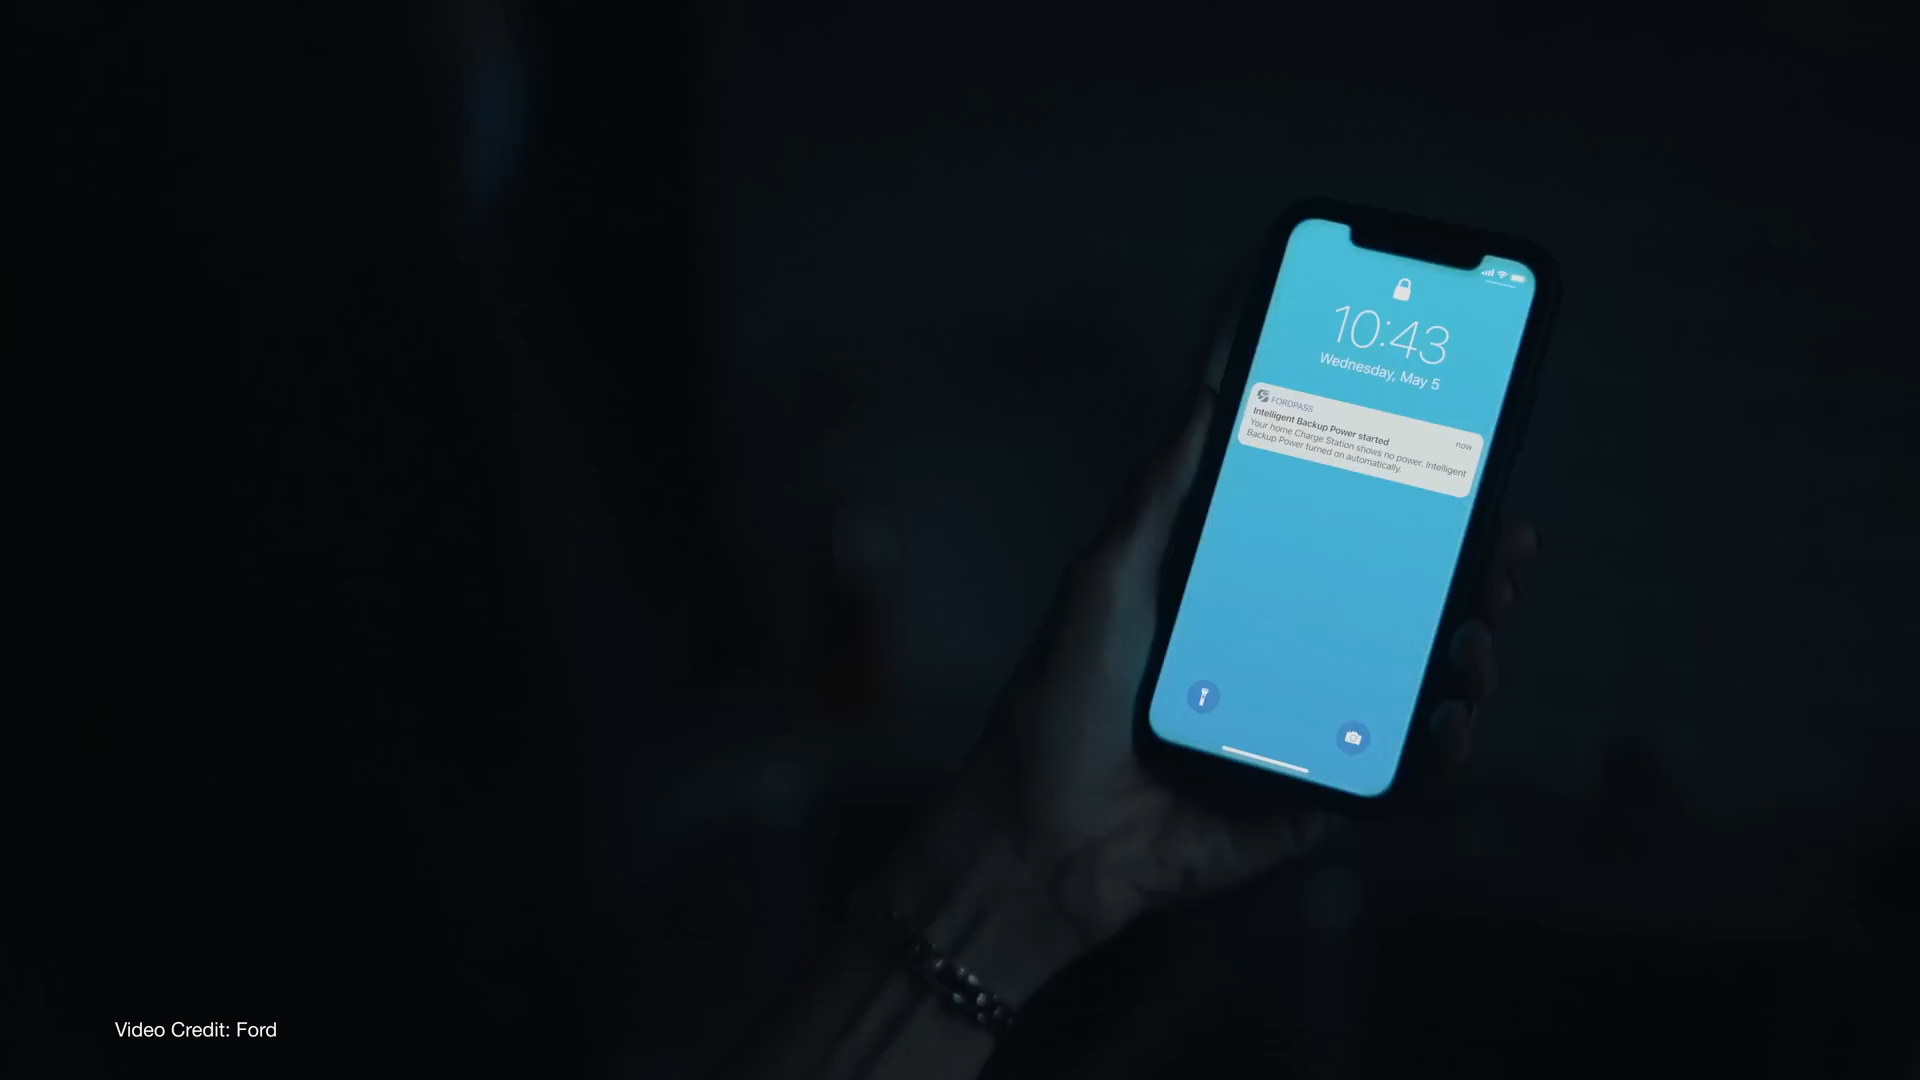 10:43
Wednesday, May 5
FORDPASS
now
Intelligent Backup Power started
Your home Charge Station shows no power. Intelligent
Backup Power turned on automatically.
Video Credit: Ford